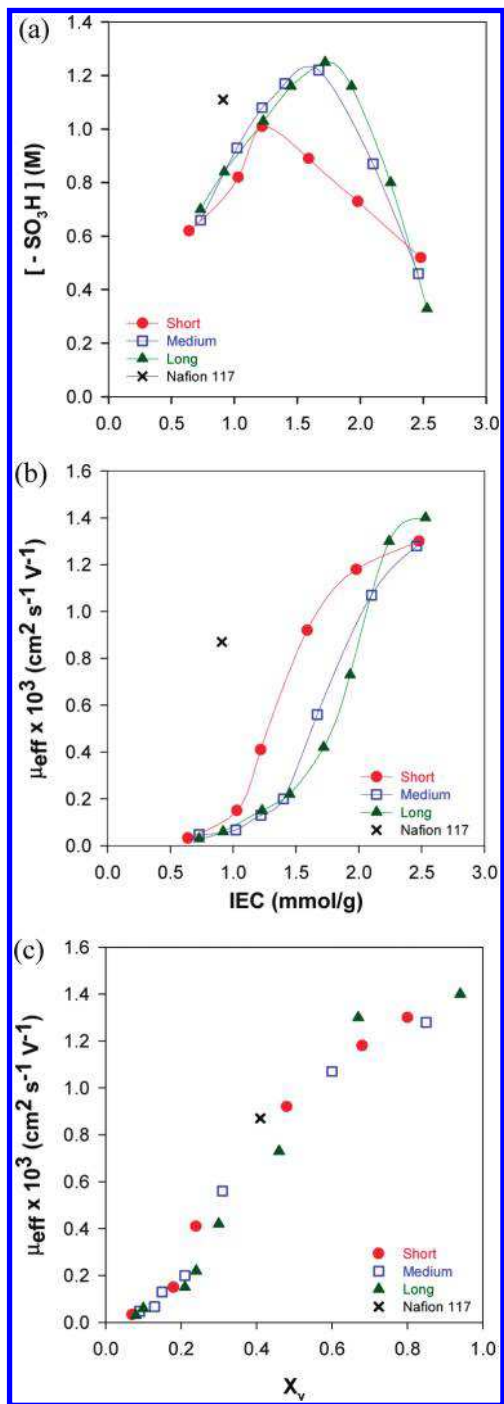 (a)
[ - SO₃H ] (M)
1.4
1.2
1.0
0.8
0.6
0.4
0.2
0.0
Short
Medium
Long
Nafion 117
0.0 0.5 1.0 1.5 2.0 2.5 3.0
(b)
μeff x 10³ (cm² s⁻¹ V⁻¹)
1.6
1.4
1.2
1.0
0.8
0.6
0.4
0.2
0.0
Short
Medium
Long
Nafion 117
0.0 0.5 1.0 1.5 2.0 2.5 3.0
IEC (mmol/g)
(c)
μeff x 10³ (cm² s⁻¹ V⁻¹)
1.6
1.4
1.2
1.0
0.8
0.6
0.4
0.2
0.0
Short
Medium
Long
Nafion 117
0.0 0.2 0.4 0.6 0.8 1.0
Xᵥ